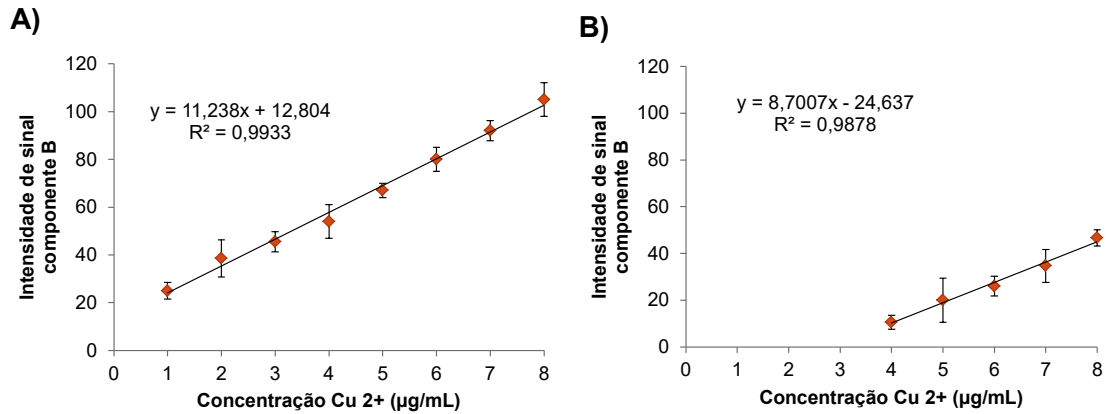 A)
Intensidade de sinal
componente B
120
100
80
60
40
20
0
y = 11,238x + 12,804
R² = 0,9933
0 1 2 3 4 5 6 7 8
Concentração Cu 2+ (µg/mL)
B)
Intensidade de sinal
componente B
120
100
80
60
40
20
0
y = 8,7007x - 24,637
R² = 0,9878
0 1 2 3 4 5 6 7 8
Concentração Cu 2+ (µg/mL)